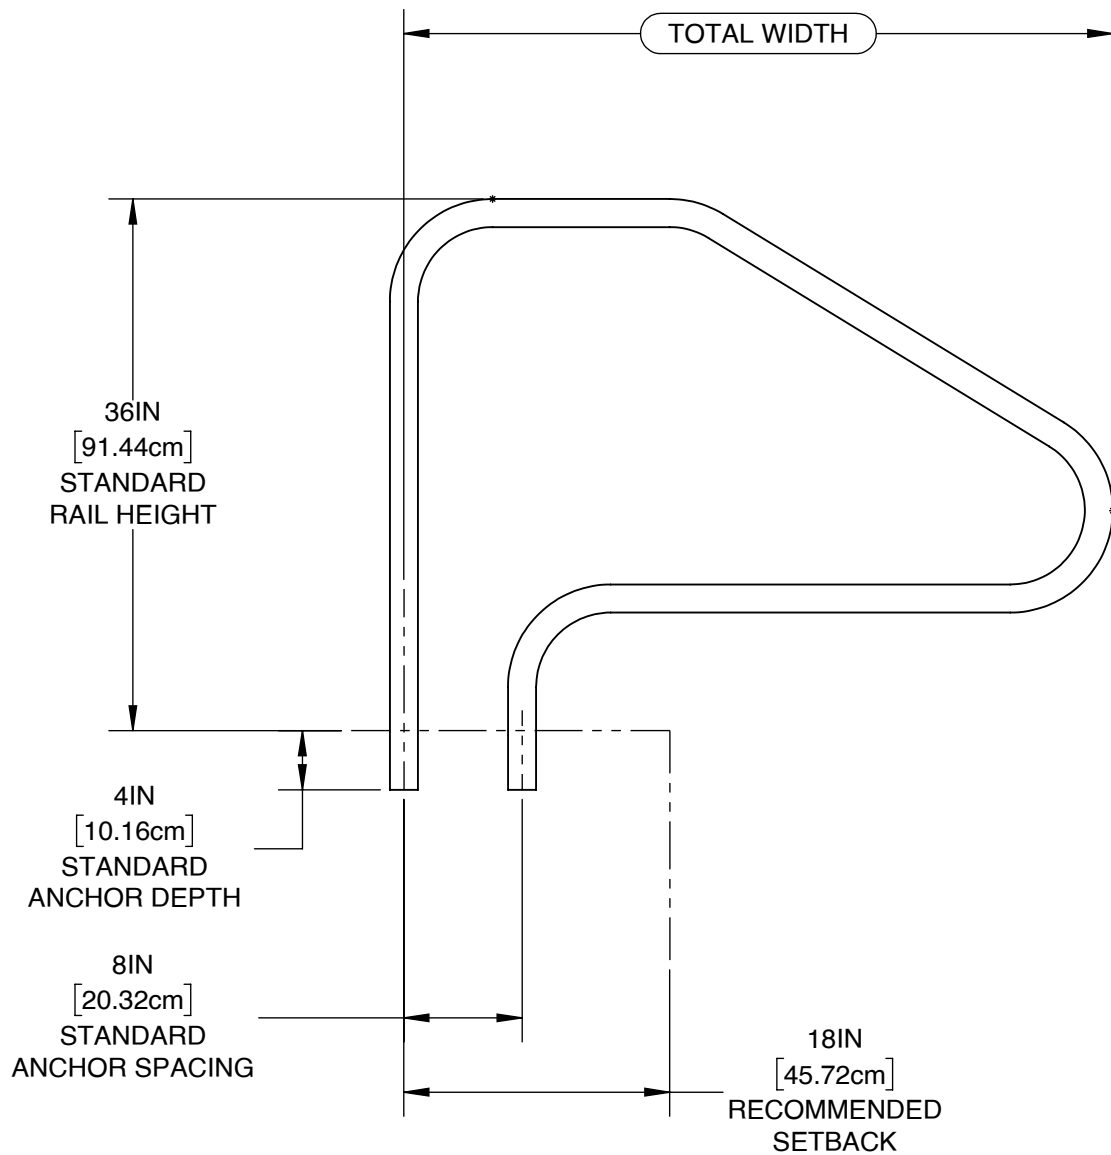 TOTAL WIDTH
36IN
[91.44cm]
STANDARD
RAIL HEIGHT
4IN
[10.16cm]
STANDARD
ANCHOR DEPTH
8IN
[20.32cm]
STANDARD
ANCHOR SPACING
18IN
[45.72cm]
RECOMMENDED
SETBACK